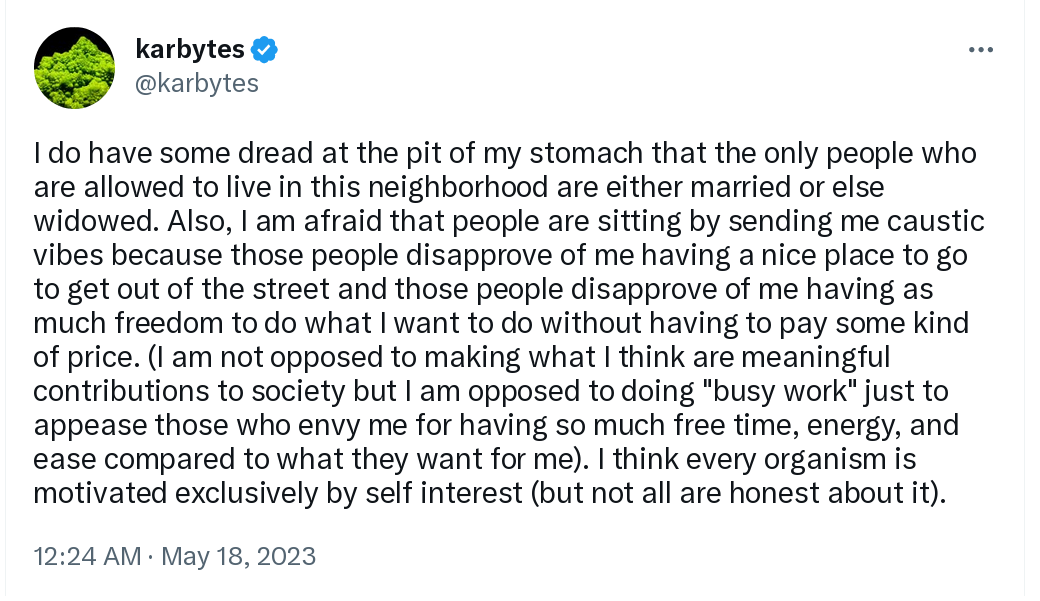 karbytes
@karbytes
I do have some dread at the pit of my stomach that the only people who
are allowed to live in this neighborhood are either married or else
widowed. Also, I am afraid that people are sitting by sending me caustic
vibes because those people disapprove of me having a nice place to go
to get out of the street and those people disapprove of me having as
much freedom to do what I want to do without having to pay some kind
of price. (I am not opposed to making what I think are meaningful
contributions to society but I am opposed to doing "busy work" just to
appease those who envy me for having so much free time, energy, and
ease compared to what they want for me). I think every organism is
motivated exclusively by self interest (but not all are honest about it).
12:24 AM · May 18, 2023